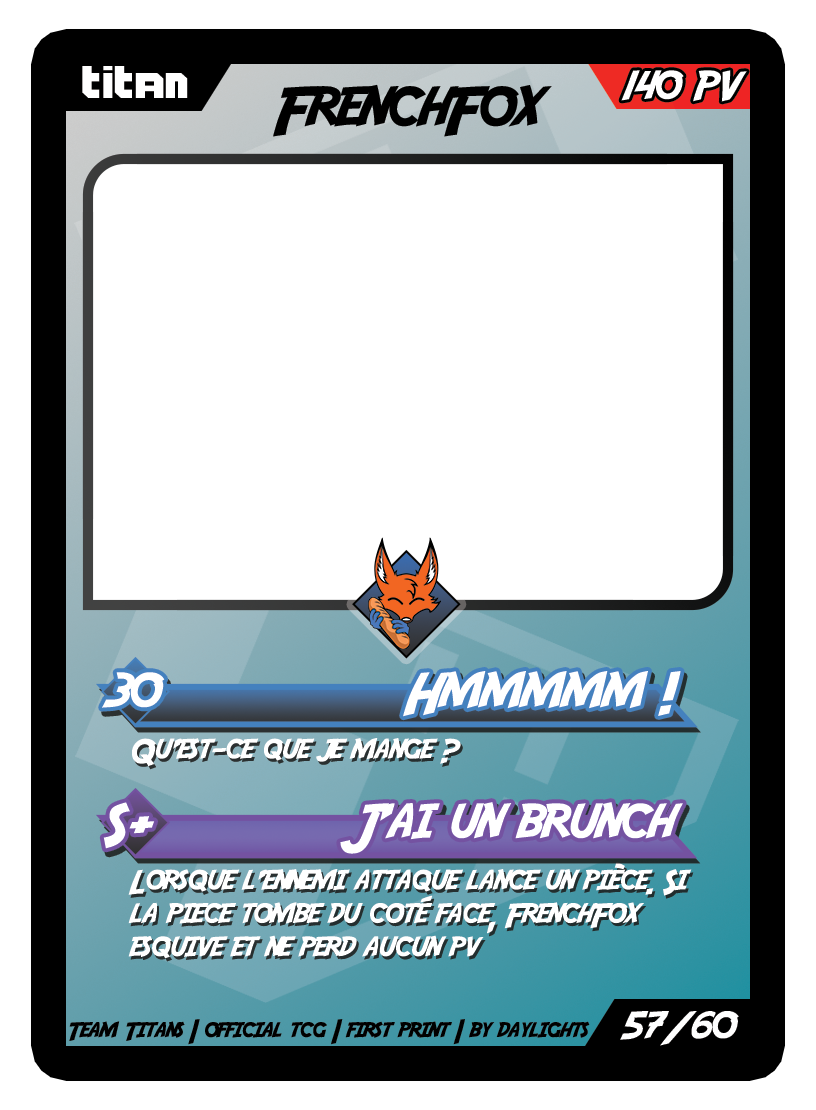 titan
FRENCHFOX
140 PV
30
HMMMMM !
QU'EST-CE QUE JE MANGE ?
S+
J'AI UN BRUNCH
LORSQUE L'ENNEMI ATTAQUE LANCE UN PIÈCE. SI
LA PIECE TOMBE DU COTÉ FACE, FRENCHFOX
ESQUIVE ET NE PERD AUCUN PV
TEAM TITANS | OFFICIAL TCG | FIRST PRINT | BY DAYLIGHTS
57/60